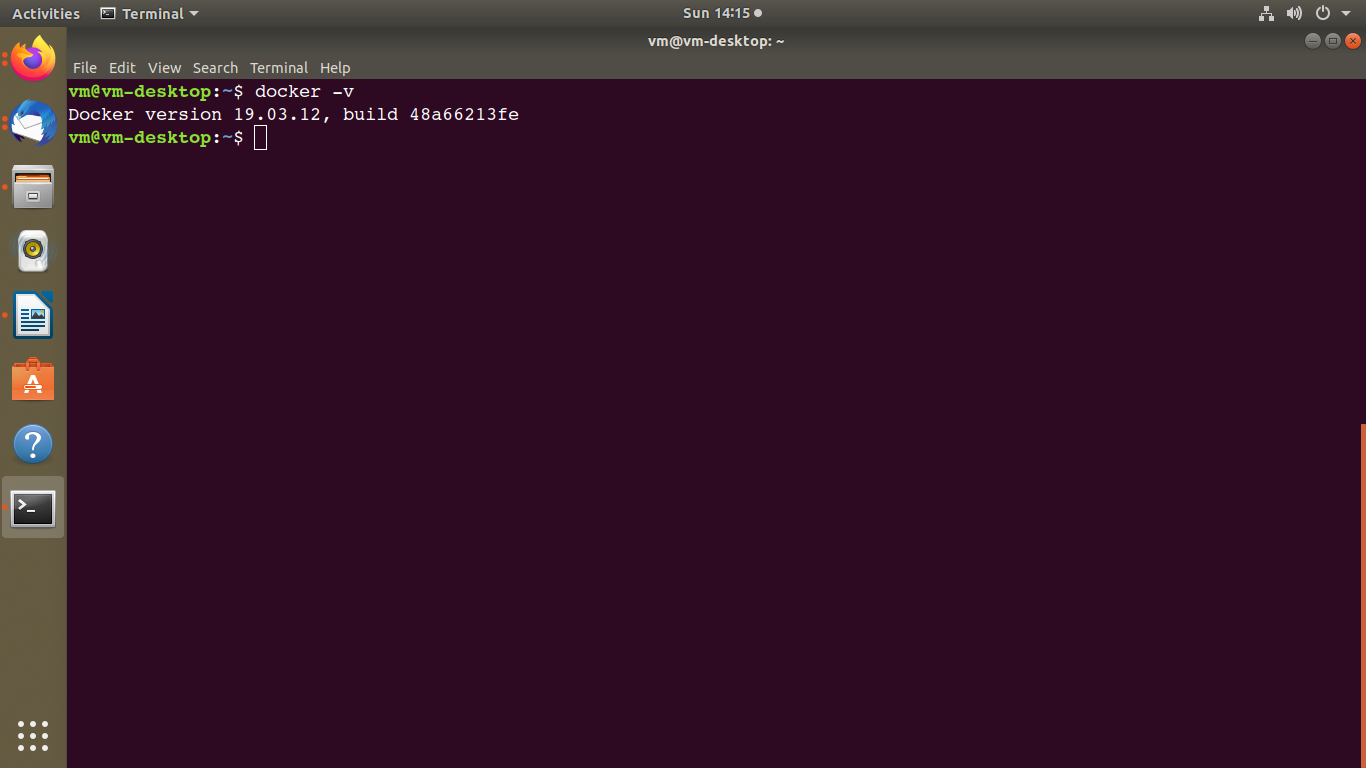 Activities Terminal Sun 14:15
vm@vm-desktop: ~
File Edit View Search Terminal Help
vm@vm-desktop:~$ docker -v
Docker version 19.03.12, build 48a66213fe
vm@vm-desktop:~$